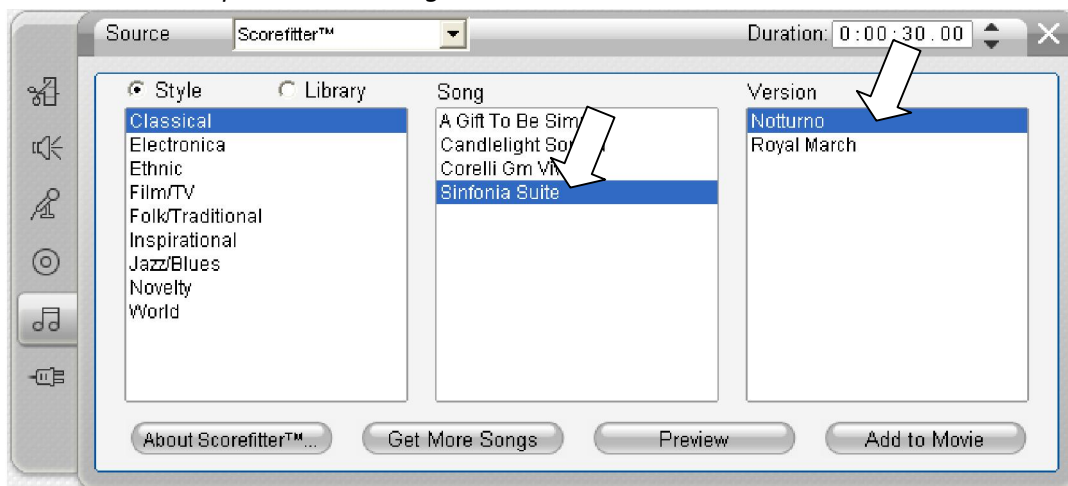 Source Scorefitter™ Duration: 0:00:30.00
Style Library Song Version
Classical
Electronica
Ethnic
Film/TV
Folk/Traditional
Inspirational
Jazz/Blues
Novelty
World
A Gift To Be
Candlelight
Corelli Gm
Sinfonia Suite
Notturno
Royal March
About Scorefitter™... Get More Songs Preview Add to Movie